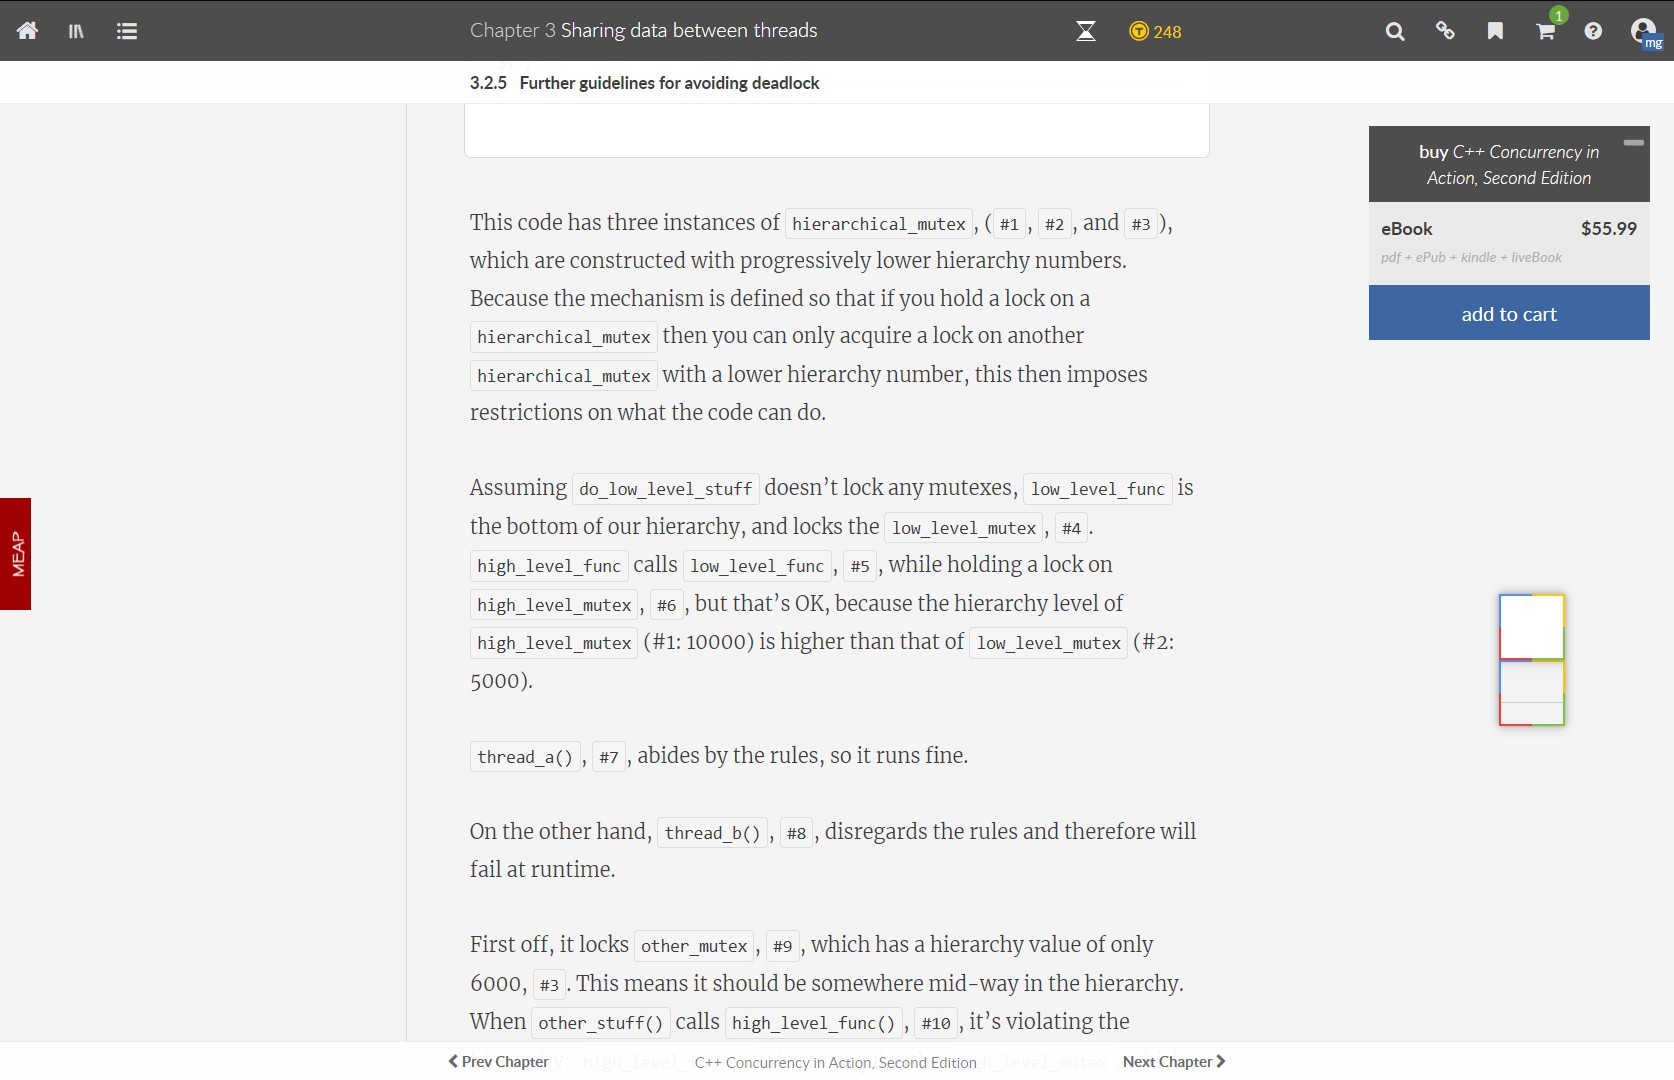 Chapter 3 Sharing data between threads
248
1
mg
3.2.5 Further guidelines for avoiding deadlock
This code has three instances of hierarchical_mutex, (#1, #2, and #3),
which are constructed with progressively lower hierarchy numbers.
Because the mechanism is defined so that if you hold a lock on a
hierarchical_mutex then you can only acquire a lock on another
hierarchical_mutex with a lower hierarchy number, this then imposes
restrictions on what the code can do.
Assuming do_low_level_stuff doesn’t lock any mutexes, low_level_func is
the bottom of our hierarchy, and locks the low_level_mutex, #4.
high_level_func calls low_level_func, #5, while holding a lock on
high_level_mutex, #6, but that’s OK, because the hierarchy level of
high_level_mutex (#1: 10000) is higher than that of low_level_mutex (#2:
5000).
thread_a(), #7, abides by the rules, so it runs fine.
On the other hand, thread_b(), #8, disregards the rules and therefore will
fail at runtime.
First off, it locks other_mutex, #9, which has a hierarchy value of only
6000, #3. This means it should be somewhere mid-way in the hierarchy.
When other_stuff() calls high_level_func(), #10, it’s violating the
MEAP
buy C++ Concurrency in
Action, Second Edition
eBook $55.99
pdf + ePub + kindle + liveBook
add to cart
Prev Chapter C++ Concurrency in Action, Second Edition Next Chapter